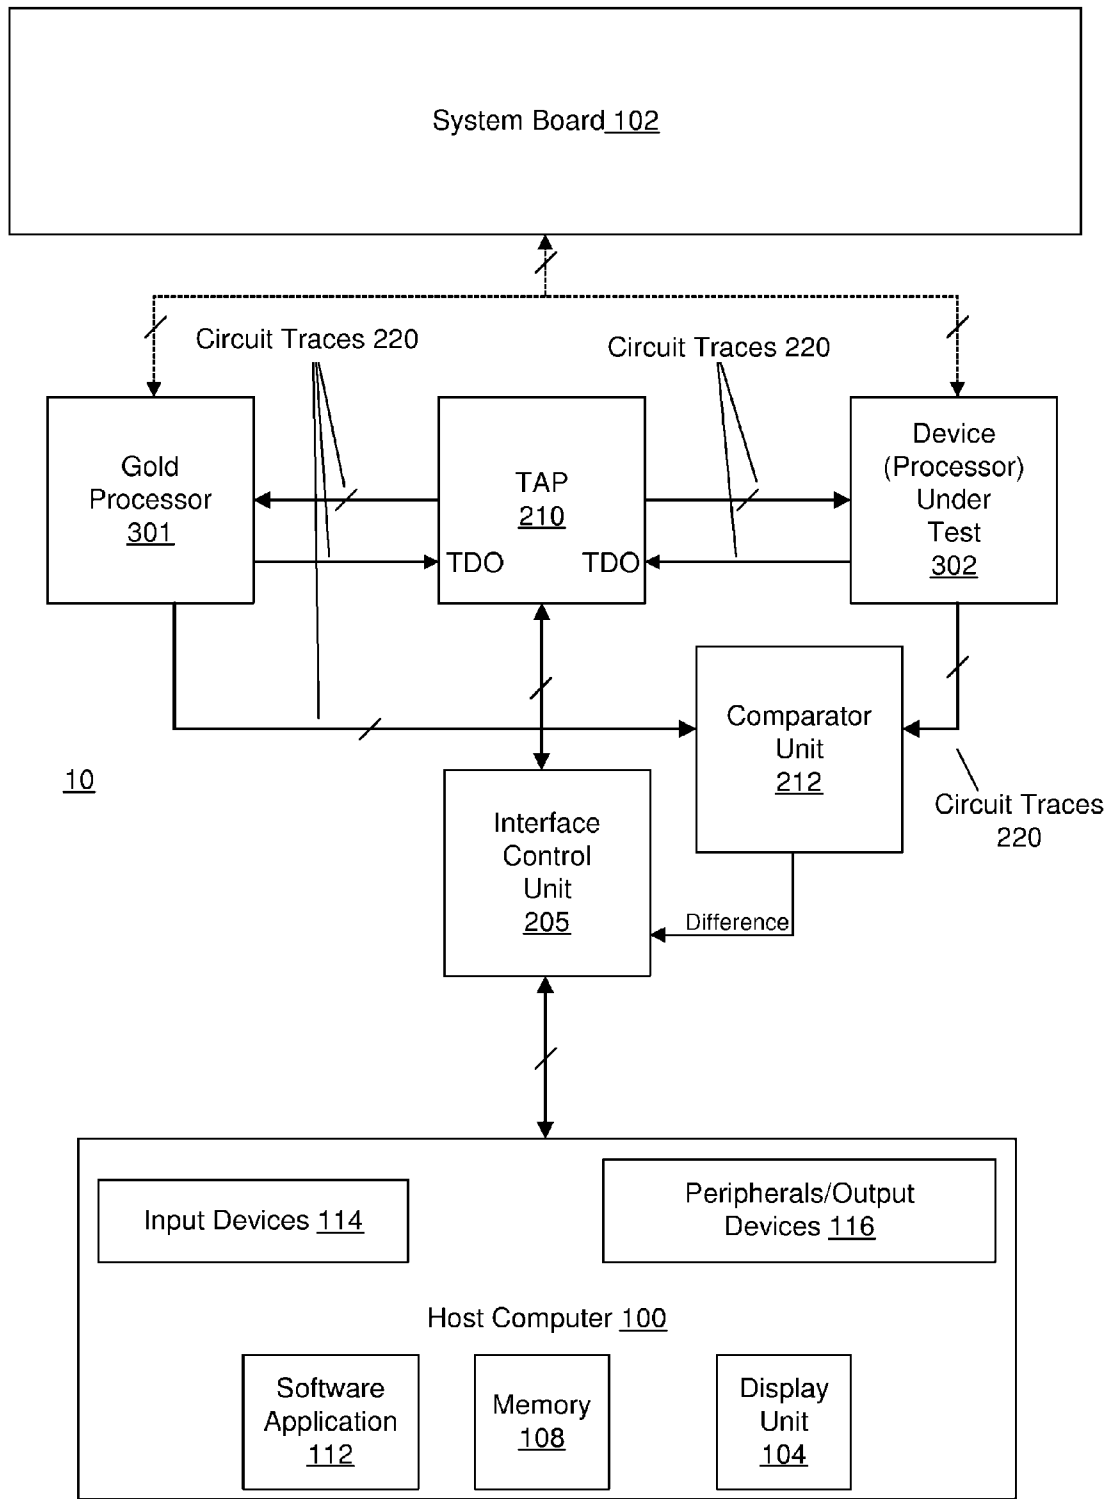 System Board 102
Circuit Traces 220
Circuit Traces 220
Gold
Processor
301
TAP
210
TDO
TDO
Device
(Processor)
Under
Test
302
Comparator
Unit
212
Circuit Traces
220
10
Interface
Control
Unit
205
Difference
Input Devices 114
Peripherals/Output
Devices 116
Host Computer 100
Software
Application
112
Memory
108
Display
Unit
104